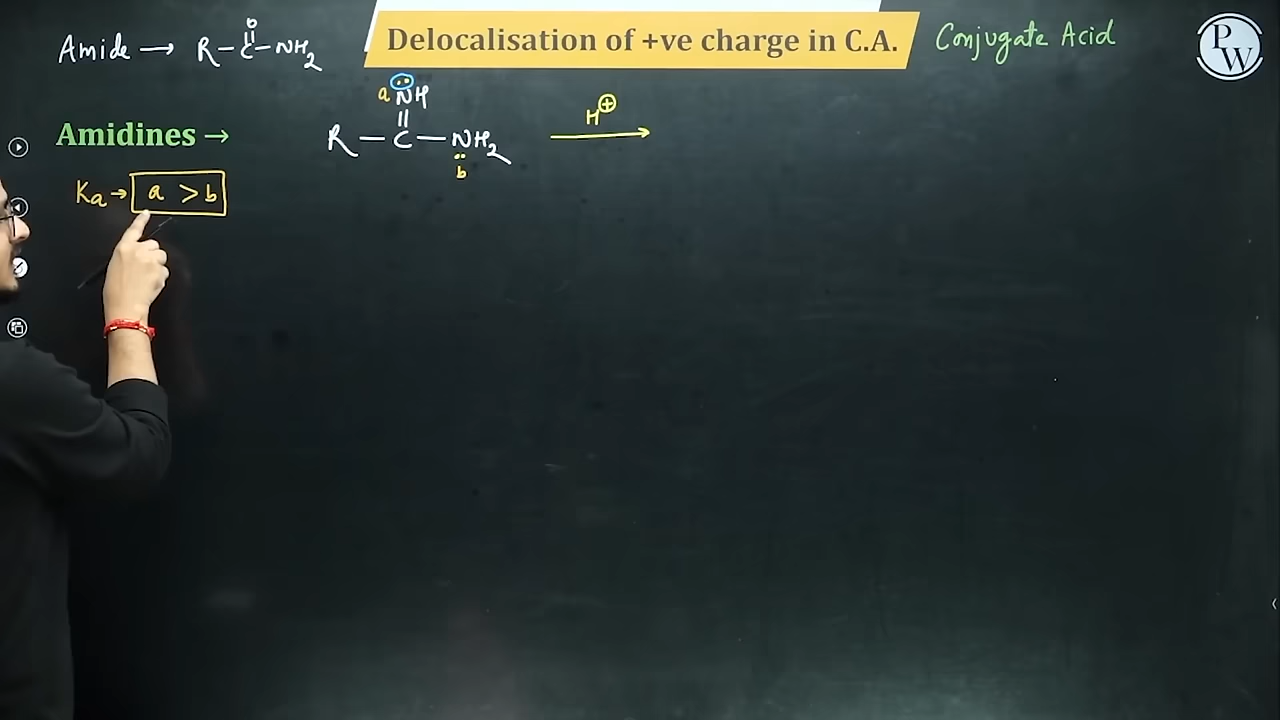 Amide → R-C-NH2
O
Delocalisation of +ve charge in C.A.
Conjugate Acid
PW
a NH
Amidines →
R — C — NH2
b
H⊕
Ka → a > b